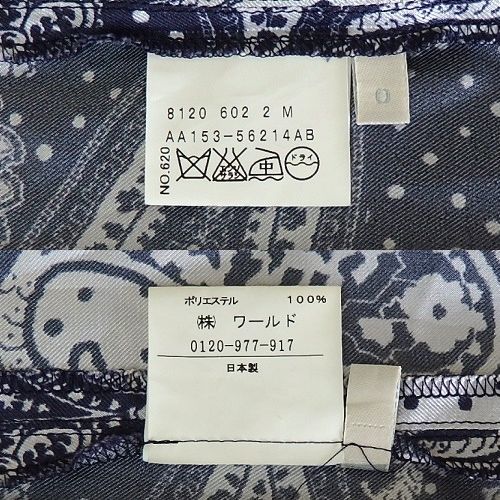 8120 602 2 M
AA153-56214AB
NO.620
中
ドライ
ポリエステル 100%
㈱ ワールド
0120-977-917
日本製